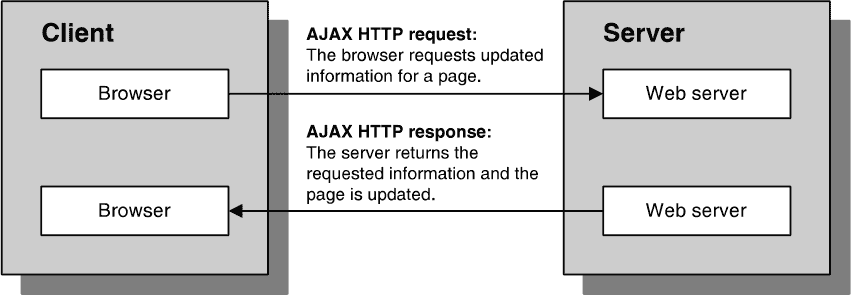 Client
Server
AJAX HTTP request:
The browser requests updated
information for a page.
Browser
Web server
AJAX HTTP response:
The server returns the
requested information and the
page is updated.
Browser
Web server